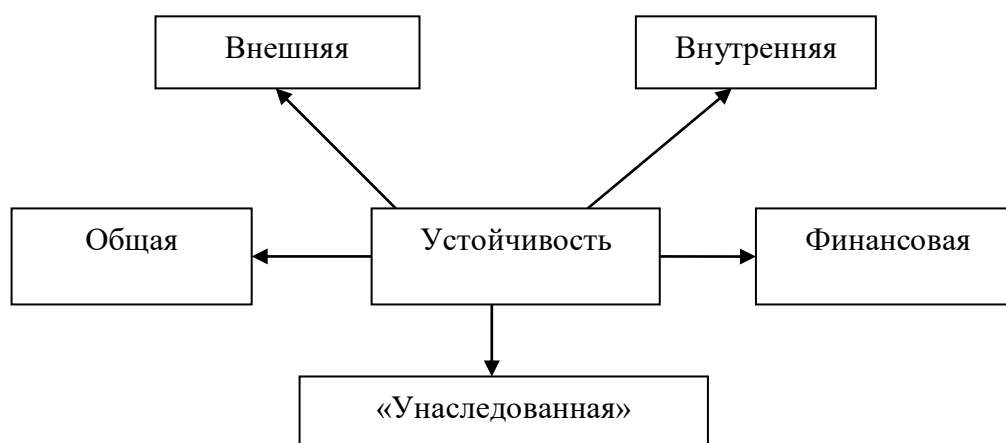 Внешняя
Внутренняя
Общая
Устойчивость
Финансовая
«Унаследованная»